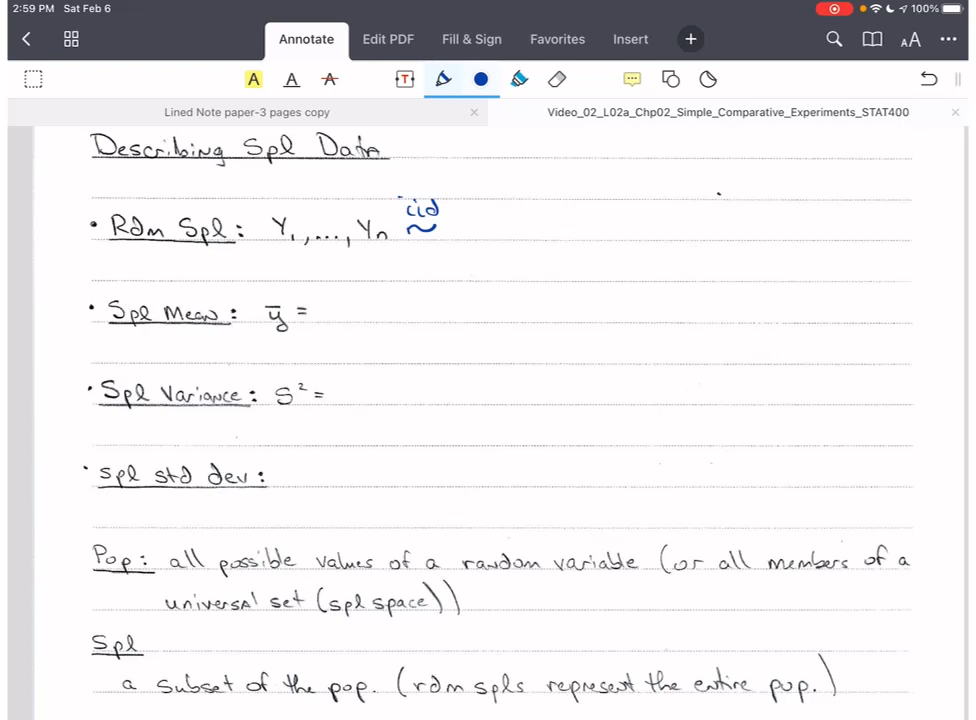 2:59 PM Sat Feb 6 100%
Annotate Edit PDF Fill & Sign Favorites Insert
Lined Note paper-3 pages copy Video_02_L02a_Chp02_Simple_Comparative_Experiments_STAT400
Describing Spl Data
• Rdm Spl: Y₁, ..., Yₙ iid ~
• Spl Mean: ȳ =
• Spl Variance: S² =
• Spl std dev:
Pop: all possible values of a random variable (or all members of a
universal set (spl space))
Spl
a subset of the pop. (rdm spls represent the entire pop.)